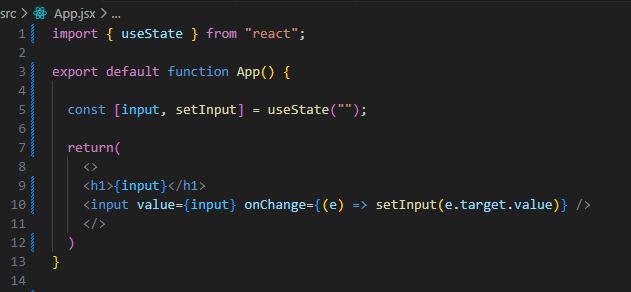 src > App.jsx > ...
1 import { useState } from "react";
2
3 export default function App() {
4
5 const [input, setInput] = useState("");
6
7 return(
8 <>
9 <h1>{input}</h1>
10 <input value={input} onChange={(e) => setInput(e.target.value)} />
11 </>
12 )
13 }
14